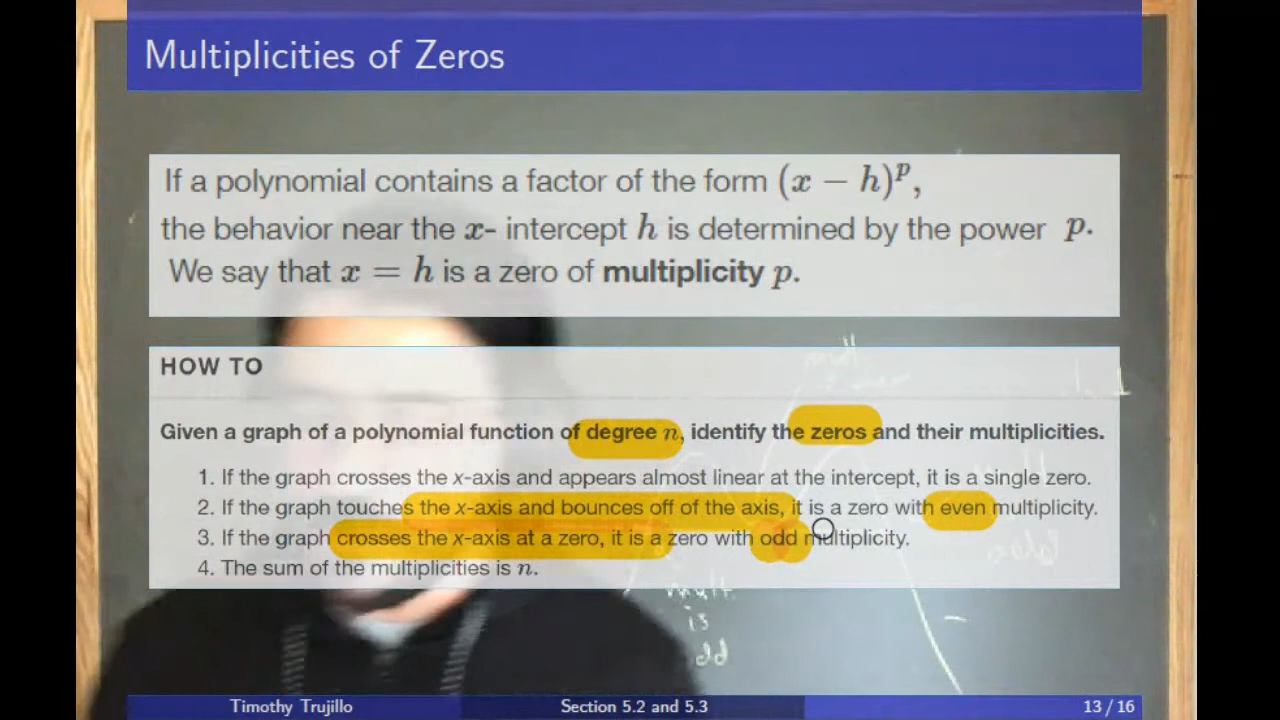 Multiplicities of Zeros
If a polynomial contains a factor of the form (x − h)^p,
the behavior near the x- intercept h is determined by the power p.
We say that x = h is a zero of multiplicity p.
HOW TO
Given a graph of a polynomial function of degree n, identify the zeros and their multiplicities.
1. If the graph crosses the x-axis and appears almost linear at the intercept, it is a single zero.
2. If the graph touches the x-axis and bounces off of the axis, it is a zero with even multiplicity.
3. If the graph crosses the x-axis at a zero, it is a zero with odd multiplicity.
4. The sum of the multiplicities is n.
mult.
is
Timothy Trujillo
Section 5.2 and 5.3
13 / 16